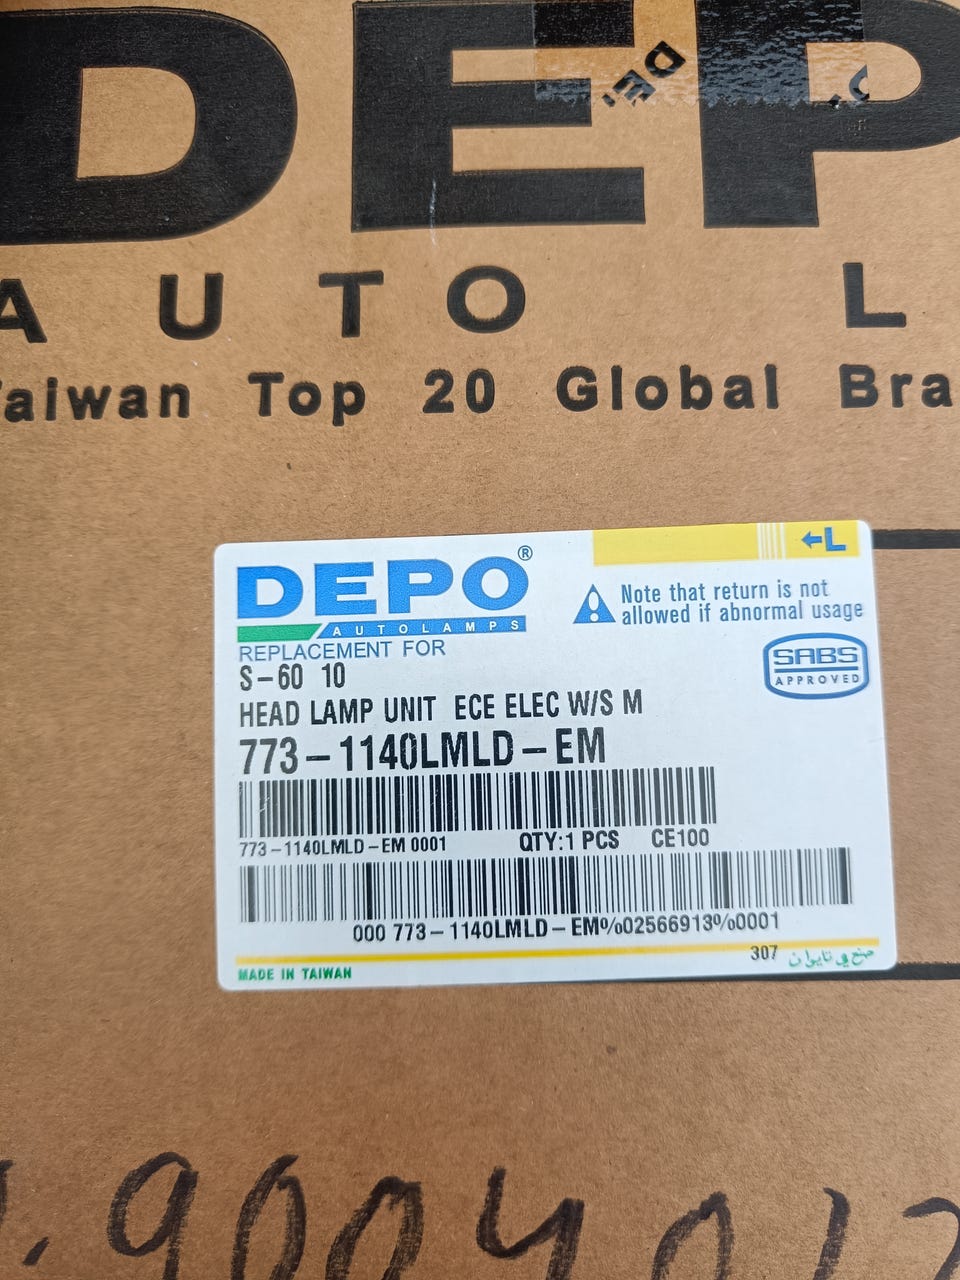 DEP
AUTO L
Taiwan Top 20 Global Bra
DEPO®
AUTOLAMPS
L
Note that return is not
allowed if abnormal usage
REPLACEMENT FOR
S-60 10
SABS
APPROVED
HEAD LAMP UNIT ECE ELEC W/S M
773-1140LMLD-EM
773-1140LMLD-EM 0001 QTY:1 PCS CE100
000 773-1140LMLD-EM%02566913%0001
307 صنع في تايوان
MADE IN TAIWAN